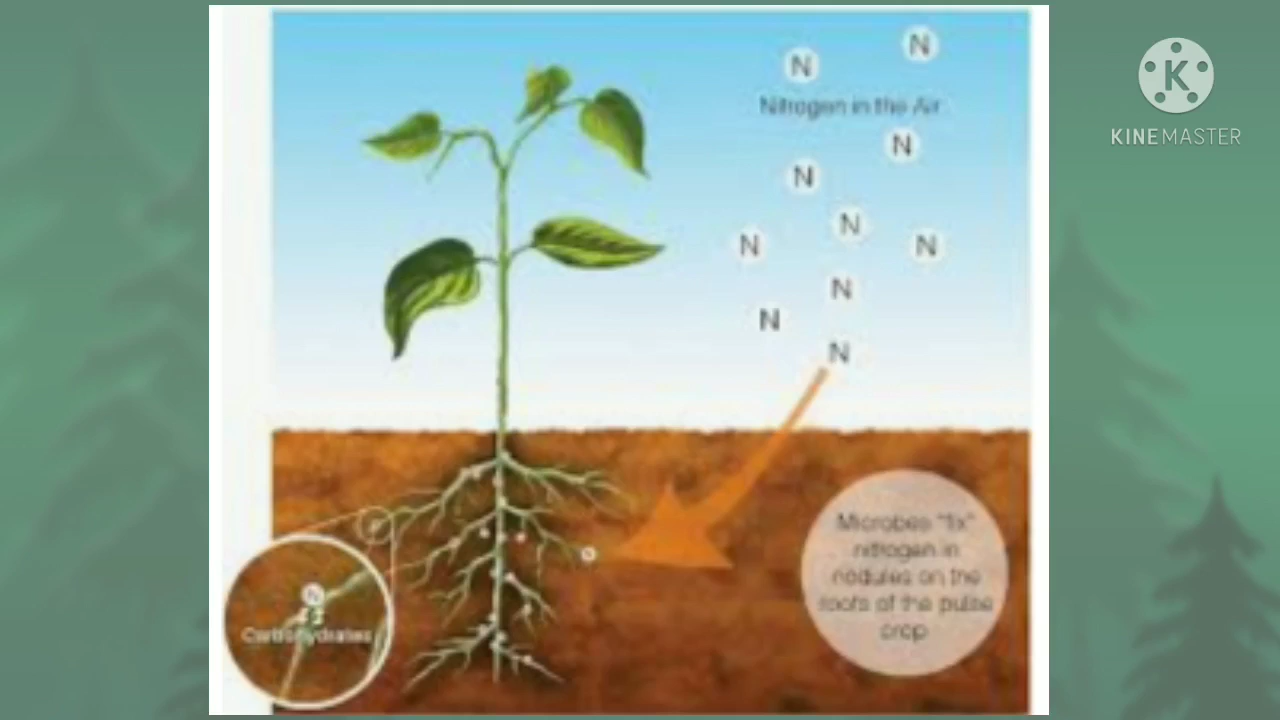 N
N
KINEMASTER
Nitrogen in the Air
N
N
N
N
N
N
N
N
Microbes "fix"
nitrogen in
nodules on the
roots of the pulse
crop
N
Carbohydrates